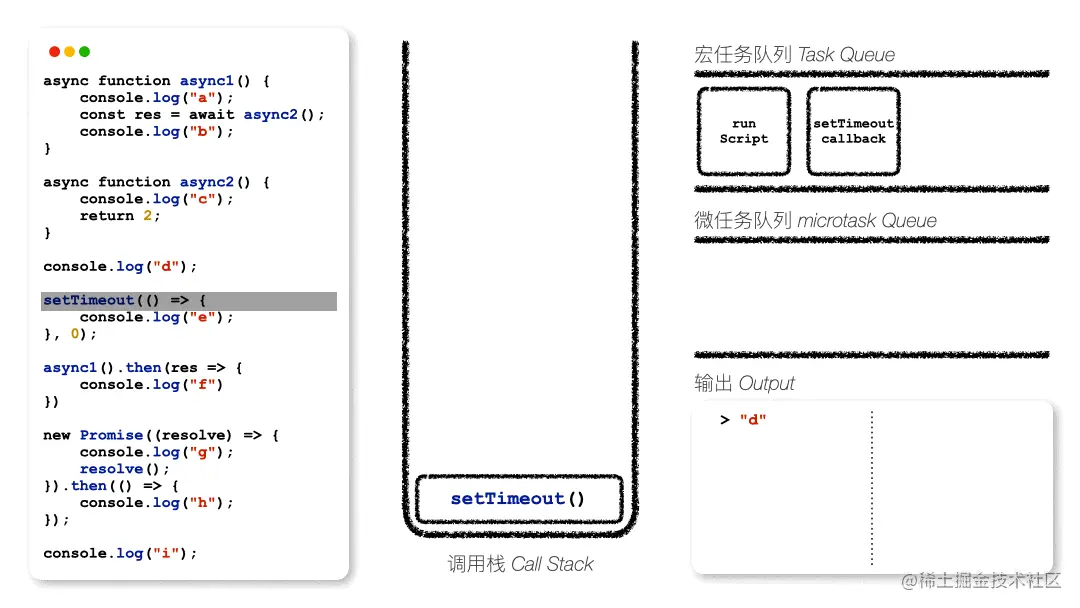 async function async1() {
    console.log("a");
    const res = await async2();
    console.log("b");
}
async function async2() {
    console.log("c");
    return 2;
}
console.log("d");
setTimeout(() => {
    console.log("e");
}, 0);
async1().then(res => {
    console.log("f")
})
new Promise((resolve) => {
    console.log("g");
    resolve();
}).then(() => {
    console.log("h");
});
console.log("i");
setTimeout()
调用栈 Call Stack
宏任务队列 Task Queue
run
Script
setTimeout
callback
微任务队列 microtask Queue
输出 Output
> "d"
@稀土掘金技术社区